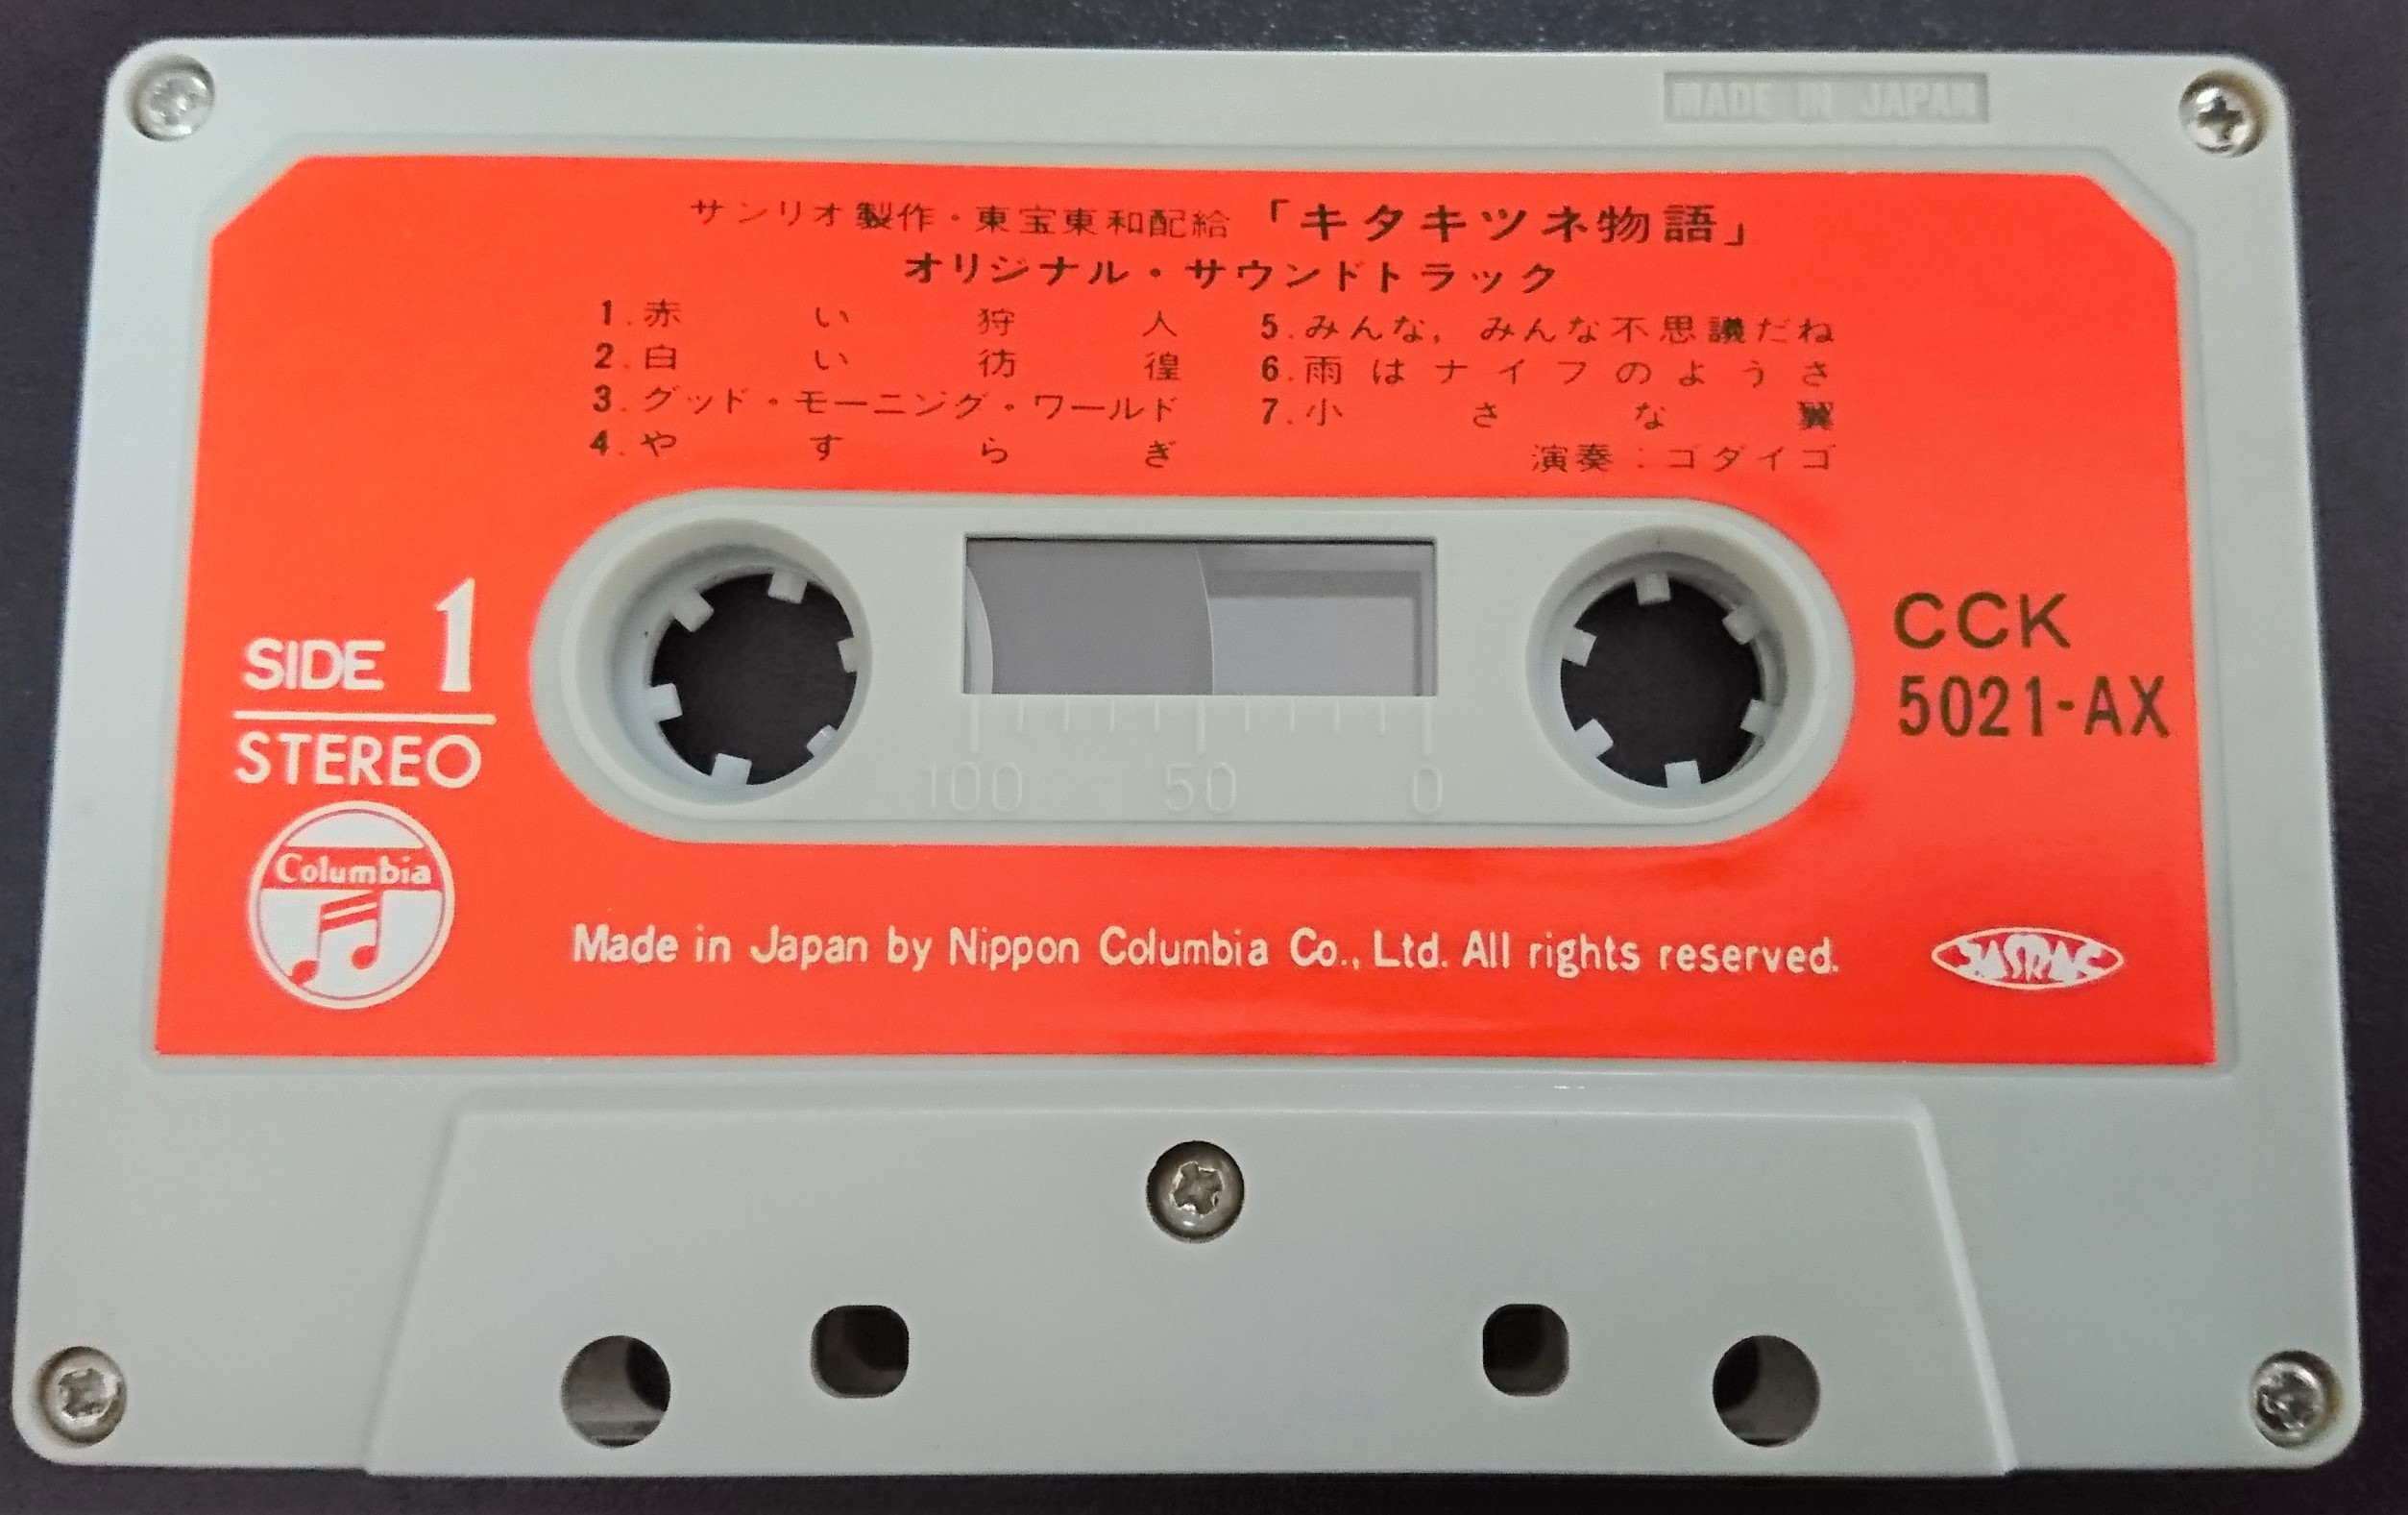 MADE IN JAPAN
サンリオ製作・東宝東和配給「キタキツネ物語」
オリジナル・サウンドトラック
1.赤い狩人
2.白い彷徨
3.グッド・モーニング・ワールド
4.やすらぎ
5.みんな，みんな不思議だね
6.雨はナイフのようさ
7.小さな翼
演奏：ゴダイゴ
SIDE 1
STEREO
CCK
5021-AX
100 50 0
Columbia
Made in Japan by Nippon Columbia Co., Ltd. All rights reserved.
JASRAC